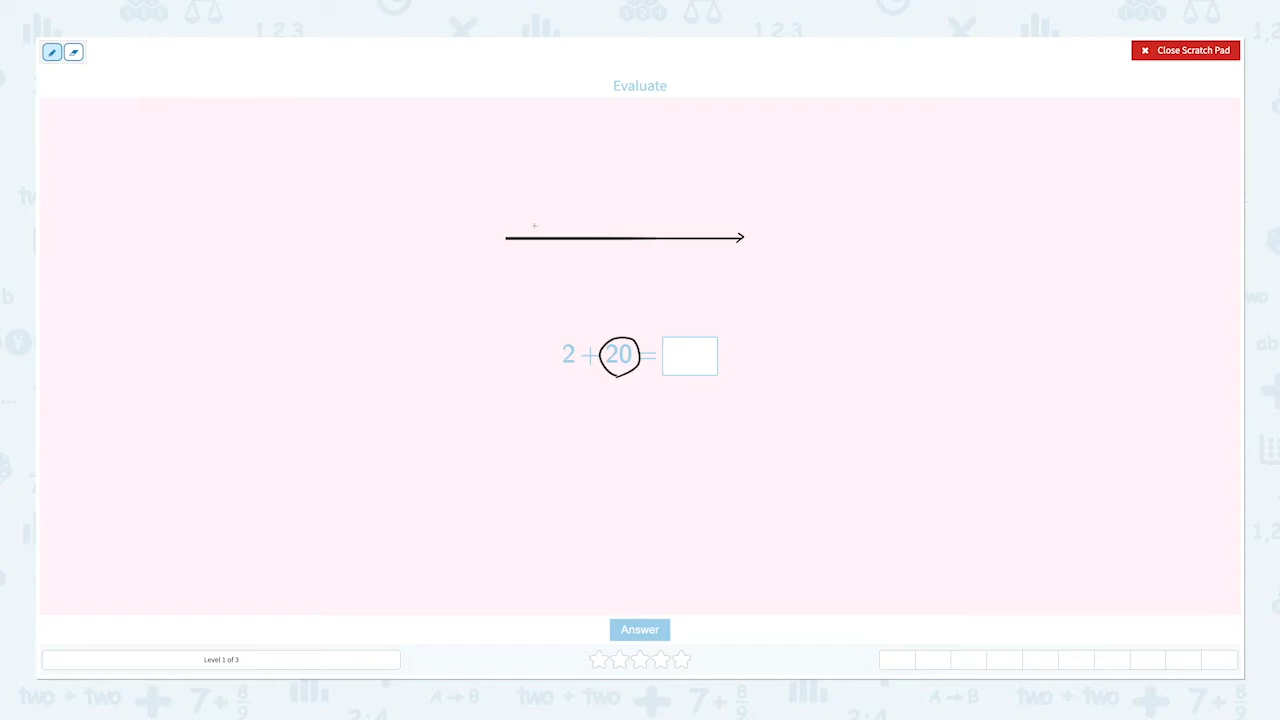 Close Scratch Pad
Evaluate
2 + 20 =
Answer
Level 1 of 3